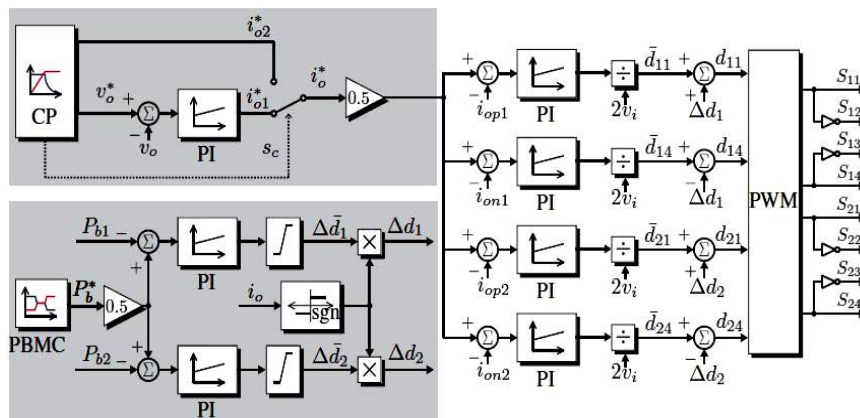 i*o2
v*o + Σ i*o1 i*o 0.5
CP − vo PI sc
Pb1 − Σ Δd̄1 × Δd1
+ PI
PBMC P*b 0.5 io sgn
+
Pb2 − Σ Δd̄2 × Δd2
PI
+ Σ − iop1 PI ÷ 2vi d̄11 + Σ + Δd1 d11
+ Σ − ion1 PI ÷ 2vi d̄14 + Σ − Δd1 d14
+ Σ − iop2 PI ÷ 2vi d̄21 + Σ + Δd2 d21
+ Σ − ion2 PI ÷ 2vi d̄24 + Σ − Δd2 d24
PWM
S11
S12
S13
S14
S21
S22
S23
S24